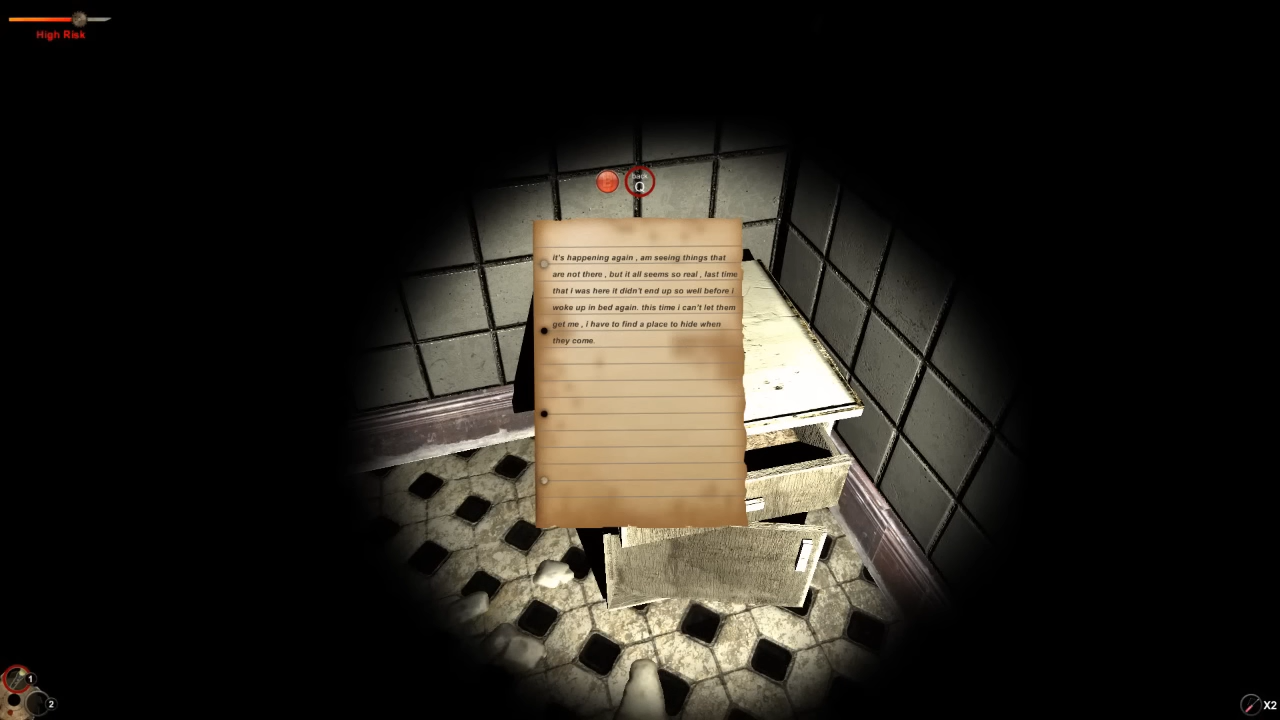 High Risk
back
Q
it's happening again , am seeing things that
are not there , but it all seems so real , last time
that i was here it didn't end up so well before i
woke up in bed again. this time i can't let them
get me , i have to find a place to hide when
they come.
1
2
X2